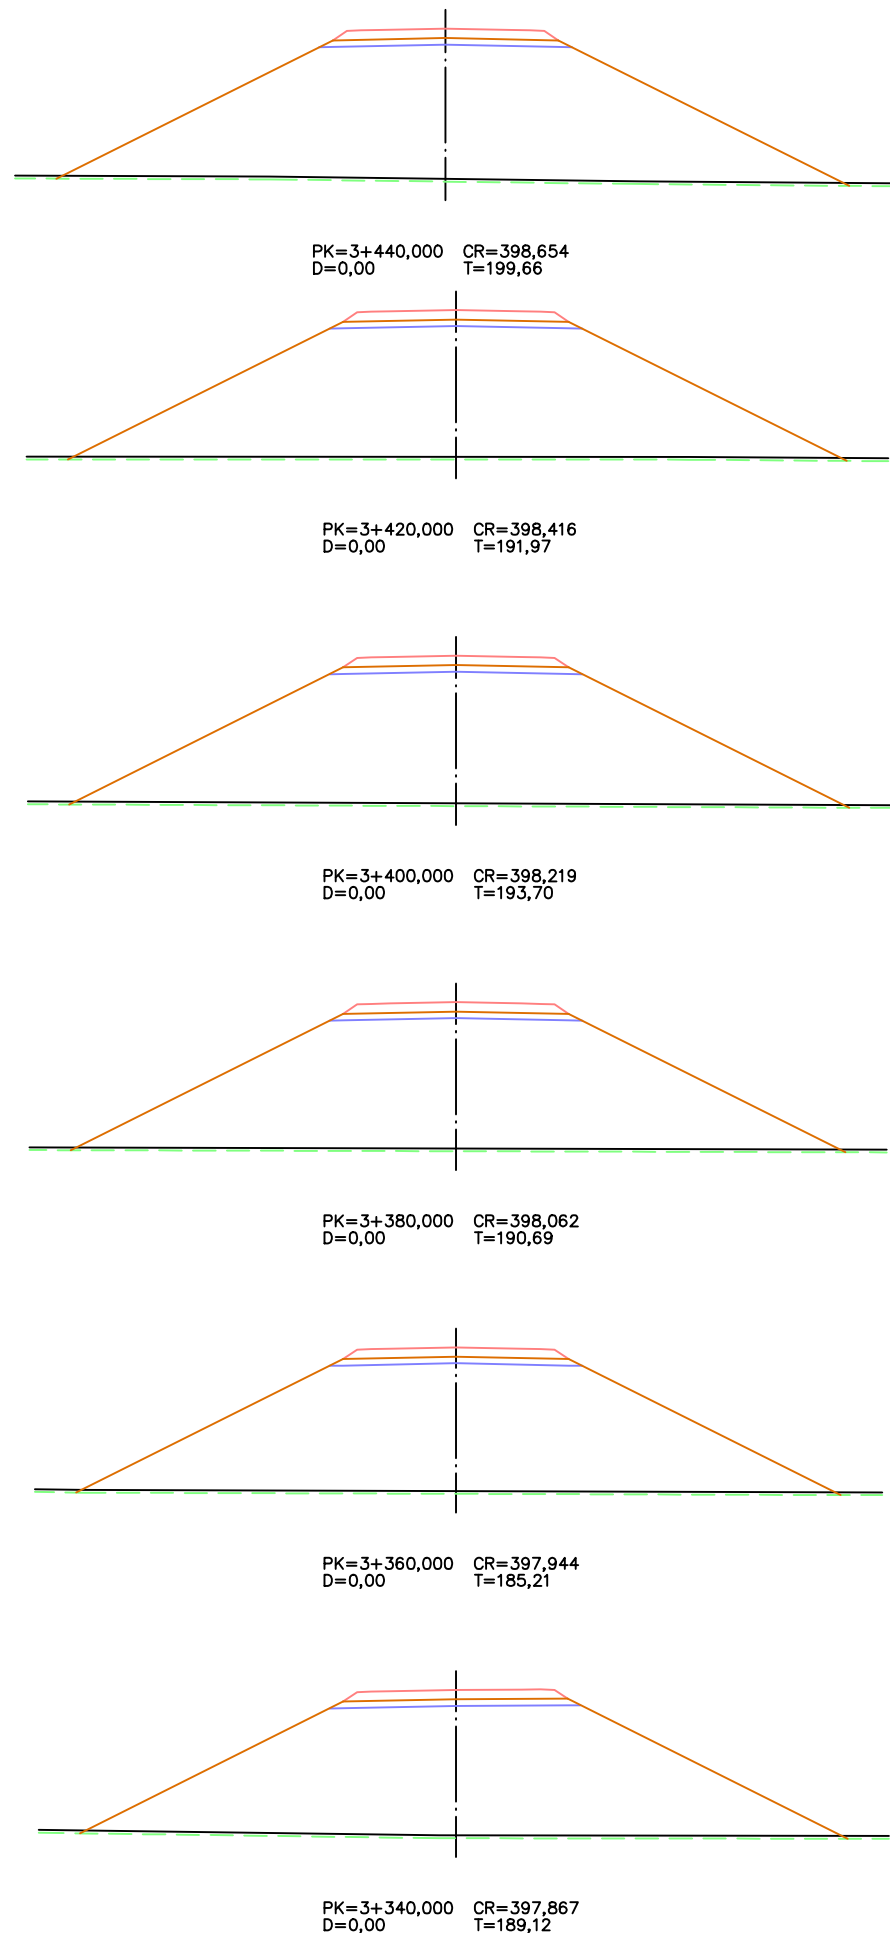 PK=3+440,000 CR=398,654
D=0,00 T=199,66
PK=3+420,000 CR=398,416
D=0,00 T=191,97
PK=3+400,000 CR=398,219
D=0,00 T=193,70
PK=3+380,000 CR=398,062
D=0,00 T=190,69
PK=3+360,000 CR=397,944
D=0,00 T=185,21
PK=3+340,000 CR=397,867
D=0,00 T=189,12